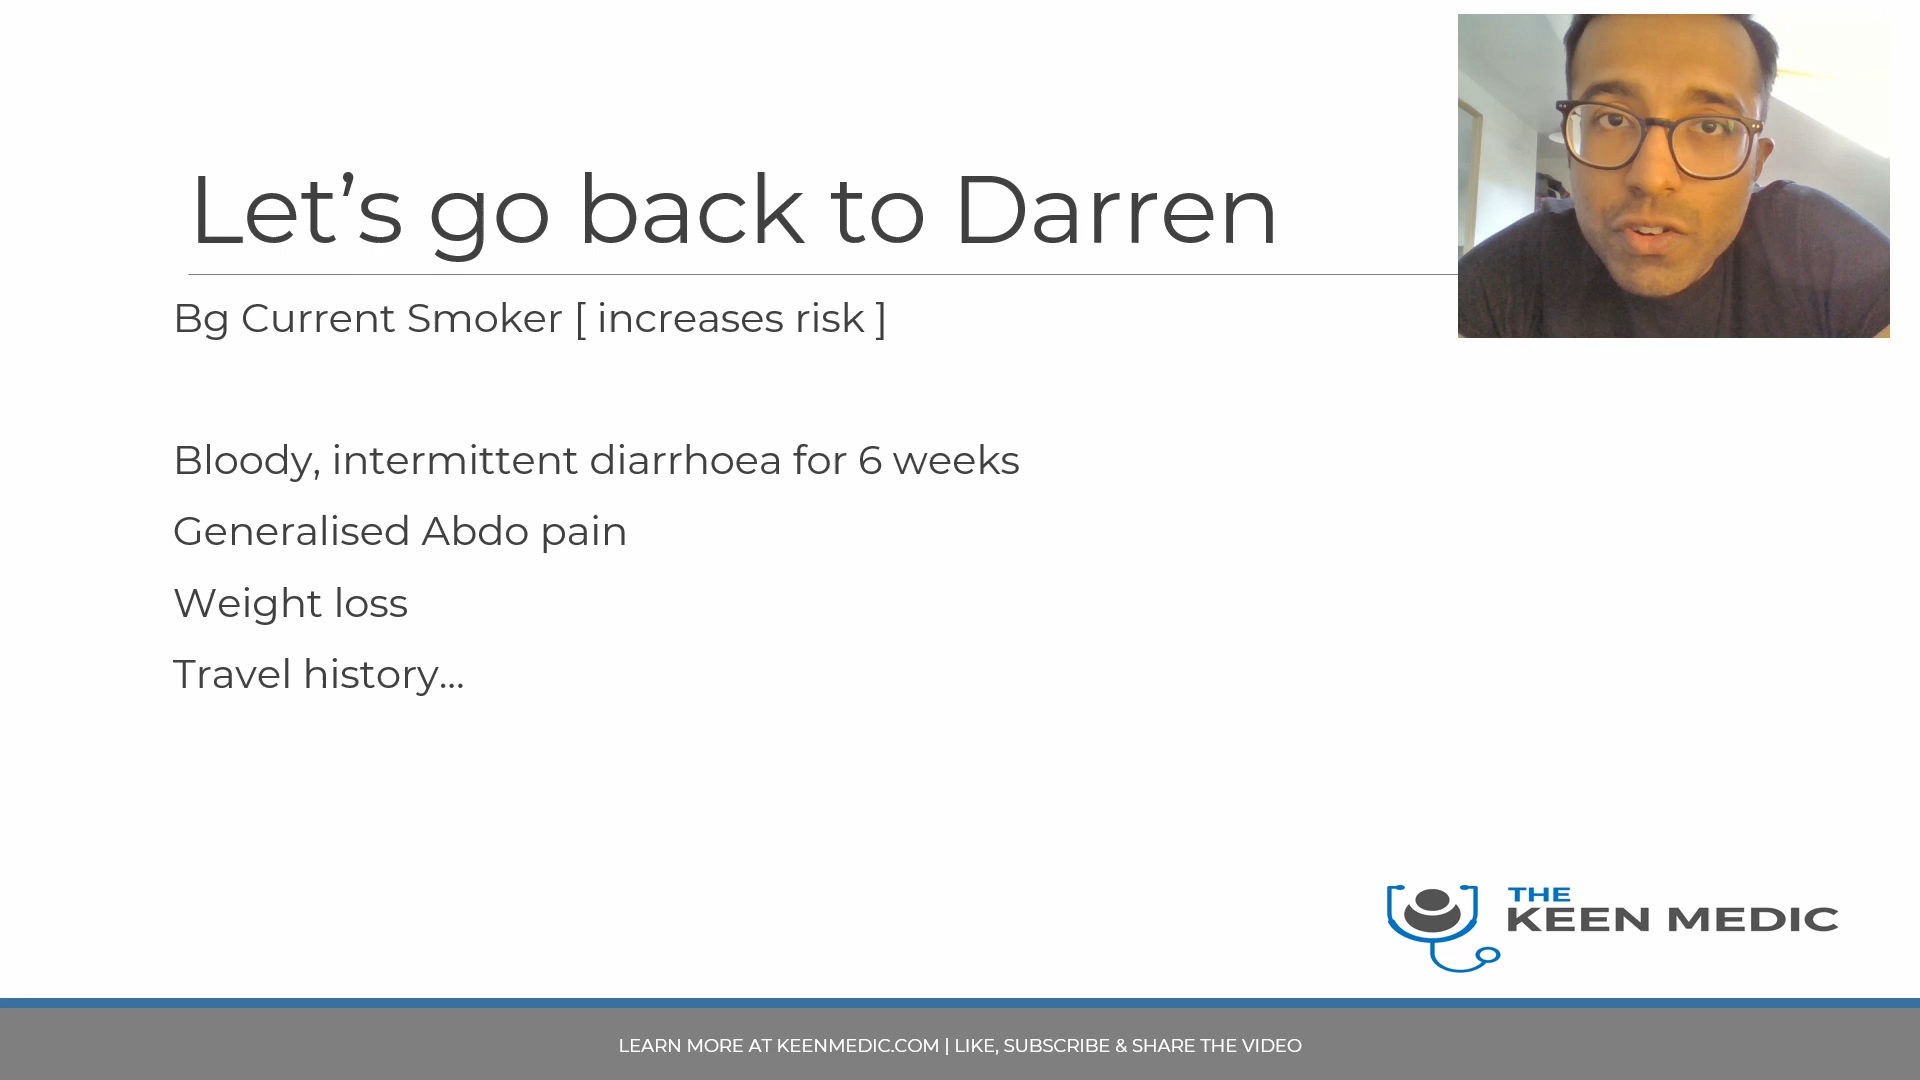 Let’s go back to Darren
Bg Current Smoker [ increases risk ]
Bloody, intermittent diarrhoea for 6 weeks
Generalised Abdo pain
Weight loss
Travel history…
THE
KEEN MEDIC
LEARN MORE AT KEENMEDIC.COM | LIKE, SUBSCRIBE & SHARE THE VIDEO